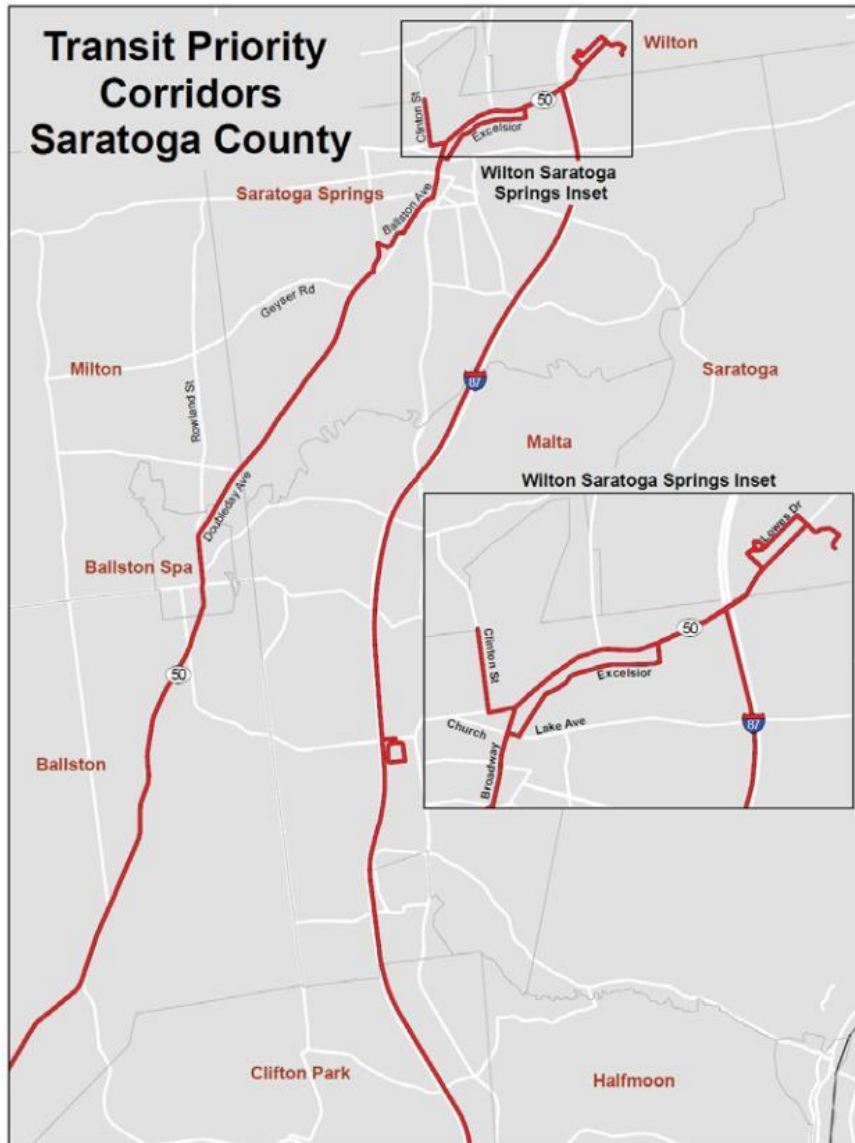 Transit Priority
Corridors
Saratoga County
Wilton
Clinton St
50
Excelsior
Wilton Saratoga
Springs Inset
Saratoga Springs
Ballston Ave
Geyser Rd
Milton
Rowland St
87
Saratoga
Malta
Doubleday Ave
Wilton Saratoga Springs Inset
Lowes Dr
Ballston Spa
50
Clinton St
Excelsior
50
Church
Lake Ave
87
Broadway
Ballston
Clifton Park
Halfmoon